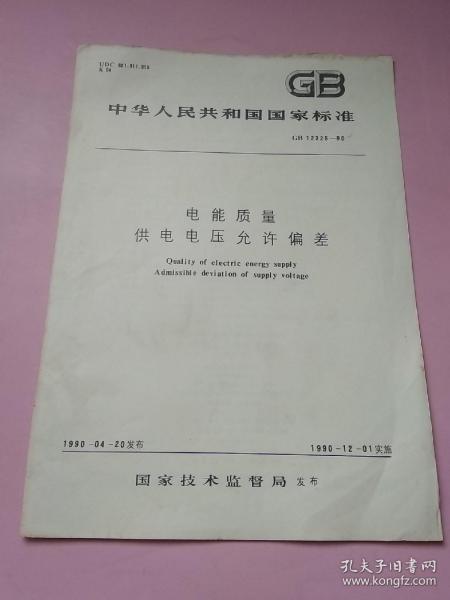 UDC
GB
中华人民共和国国家标准
GB 12325-90
电能质量
供电电压允许偏差
Quality of electric energy supply
Admissible deviation of supply voltage
1990-04-20发布
1990-12-01实施
国家技术监督局 发布
孔夫子旧书网
www.kongfz.com